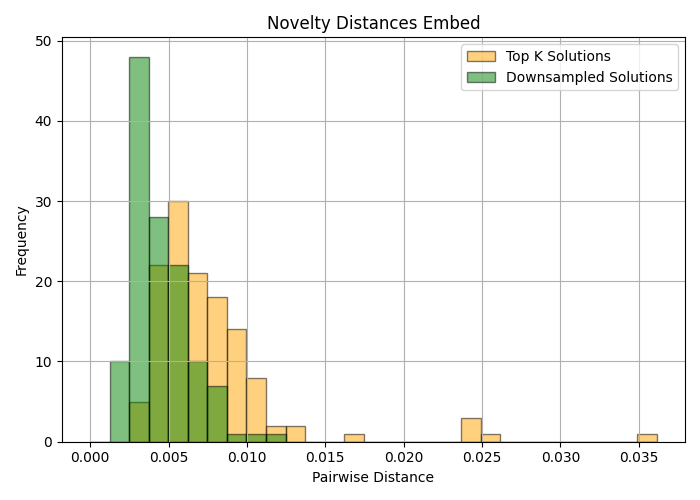 Novelty Distances Embed
Top K Solutions
Downsampled Solutions
Frequency
50
40
30
20
10
0
0.000 0.005 0.010 0.015 0.020 0.025 0.030 0.035
Pairwise Distance